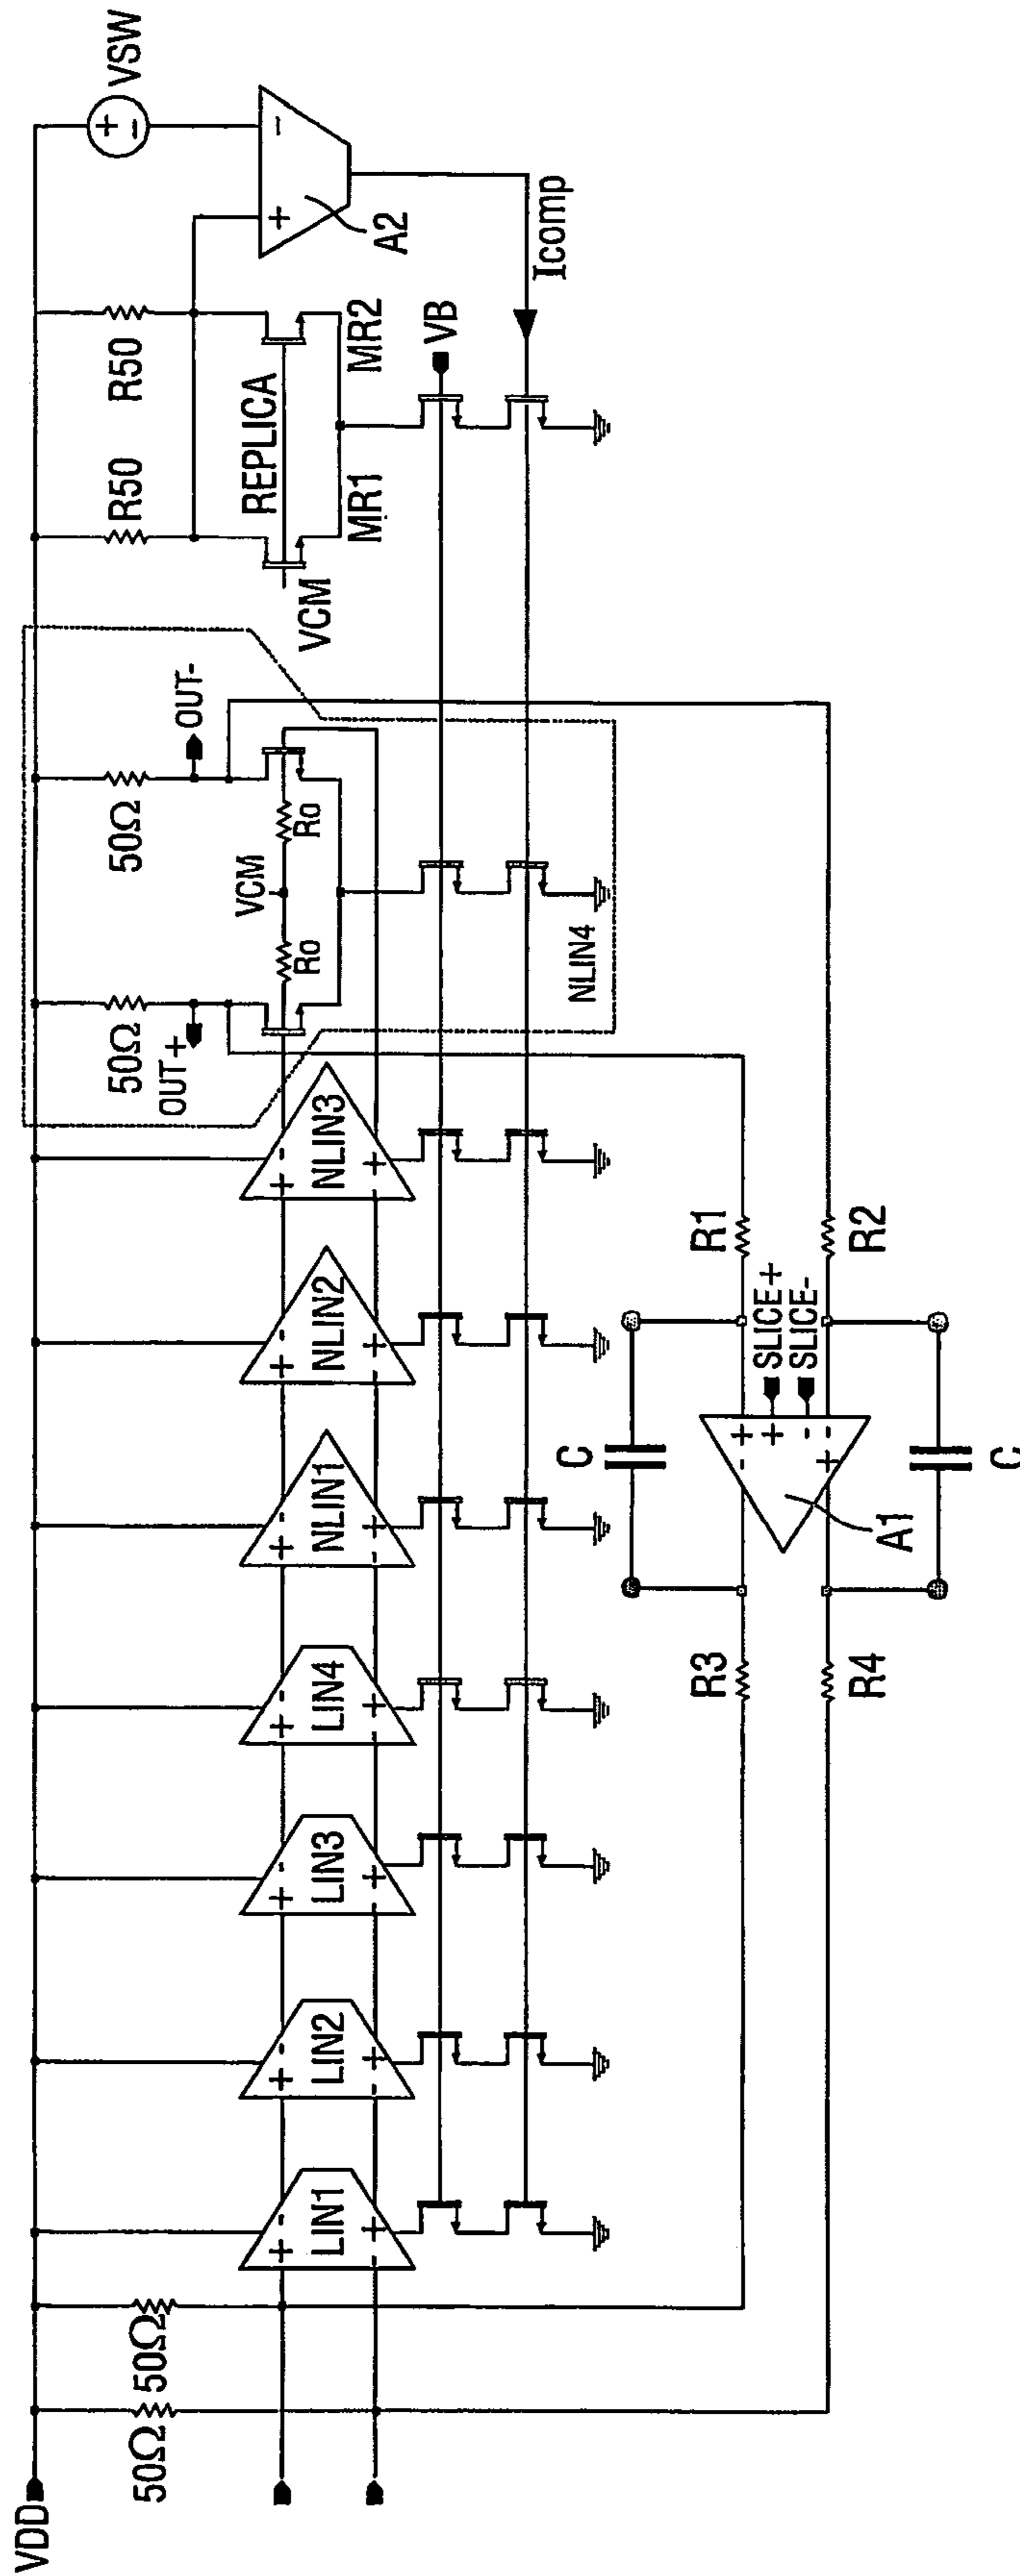 VDD
50Ω
50Ω
50Ω
OUT+
50Ω
OUT-
R50
R50
VSW
+
-
+
-
A2
LIN1
+
-
-
+
LIN2
+
-
-
+
LIN3
+
-
-
+
LIN4
+
-
-
+
NLIN1
+
-
-
+
NLIN2
+
-
-
+
NLIN3
+
-
-
+
Ro
VCM
Ro
NLIN4
VCM
REPLICA
MR1
MR2
VB
Icomp
R3
R4
C
C
A1
-
+
+
+
-
-
SLICE+
SLICE-
R1
R2